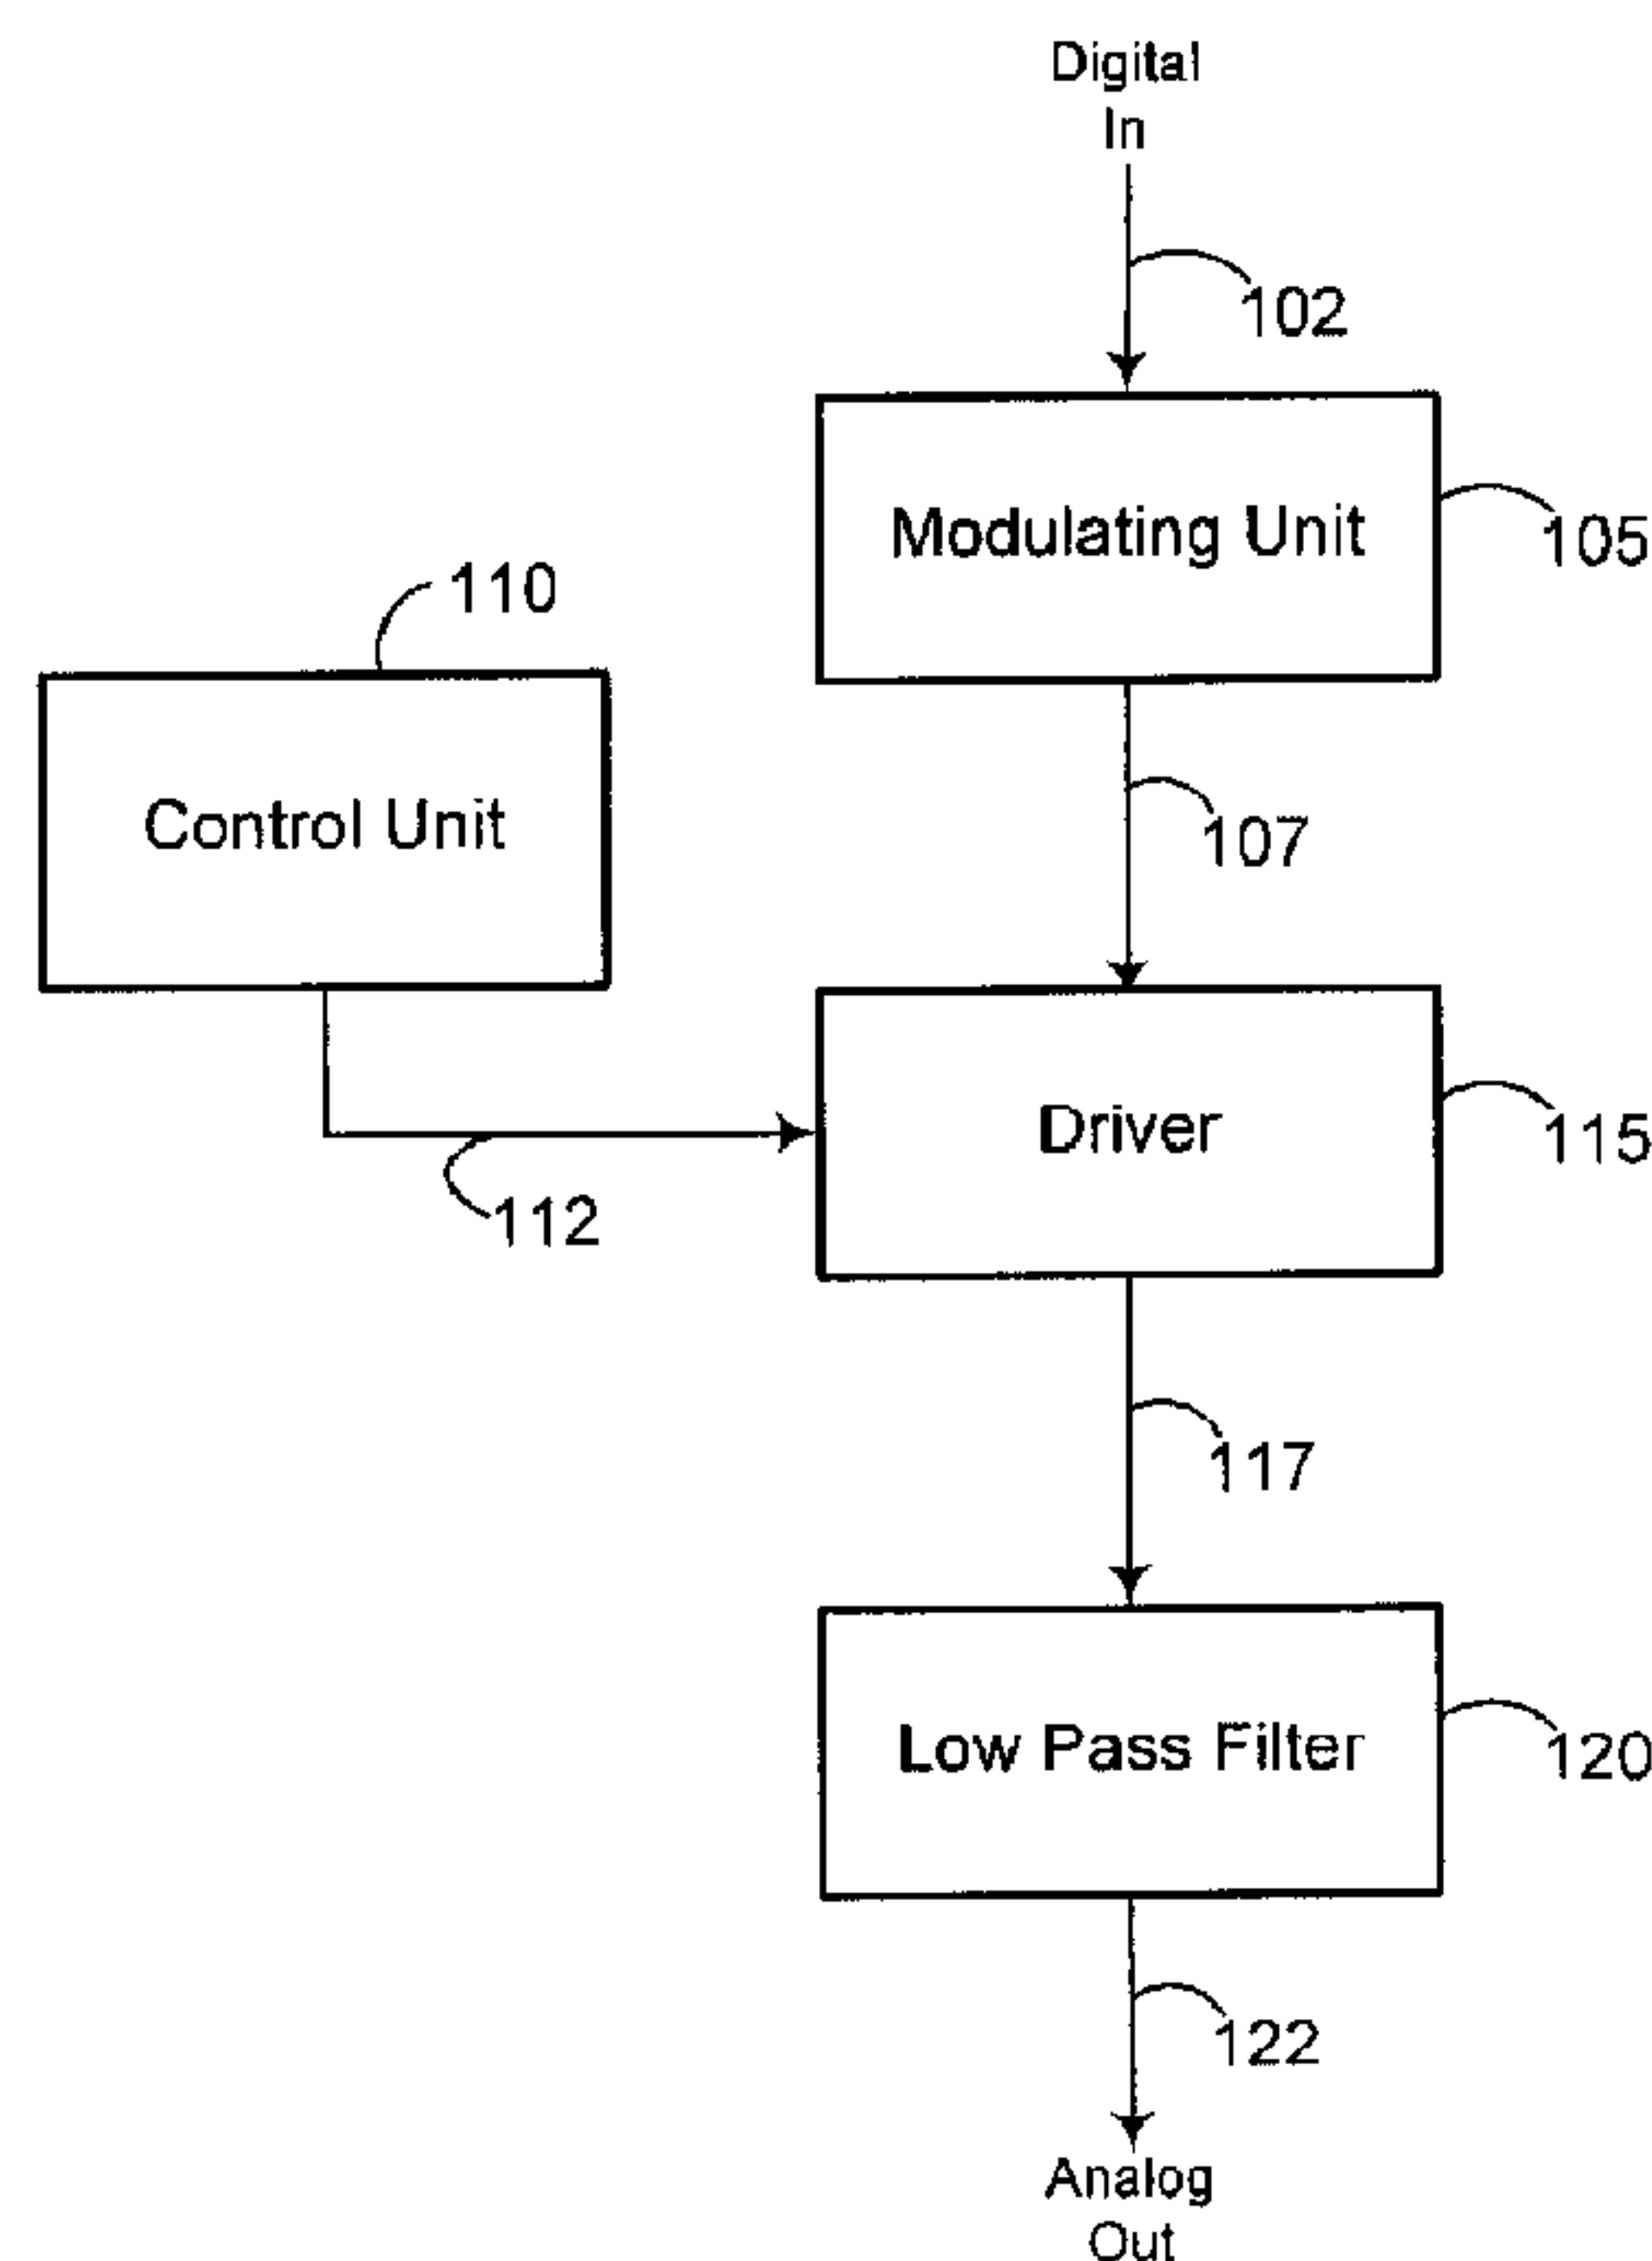 Digital
In
102
Modulating Unit
105
110
Control Unit
107
Driver
115
112
117
Low Pass Filter
120
122
Analog
Out